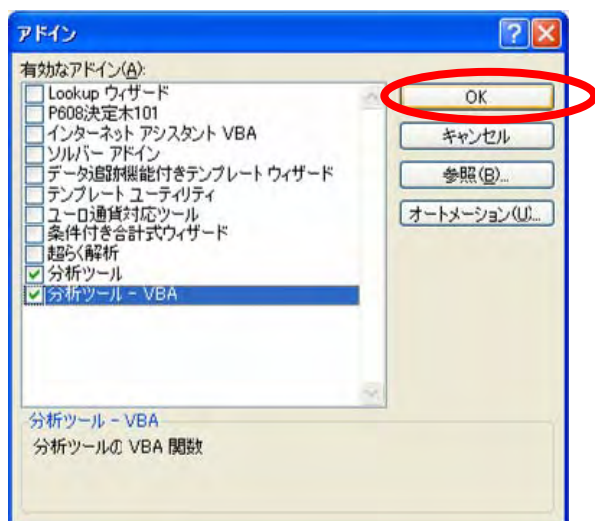 アドイン
有効なアドイン(A):
Lookup ウィザード
P608決定木101
インターネット アシスタント VBA
ソルバー アドイン
データ追跡機能付きテンプレート ウィザード
テンプレート ユーティリティ
ユーロ通貨対応ツール
条件付き合計式ウィザード
超らく解析
分析ツール
分析ツール - VBA
OK
キャンセル
参照(B)...
オートメーション(U)...
分析ツール - VBA
分析ツールの VBA 関数